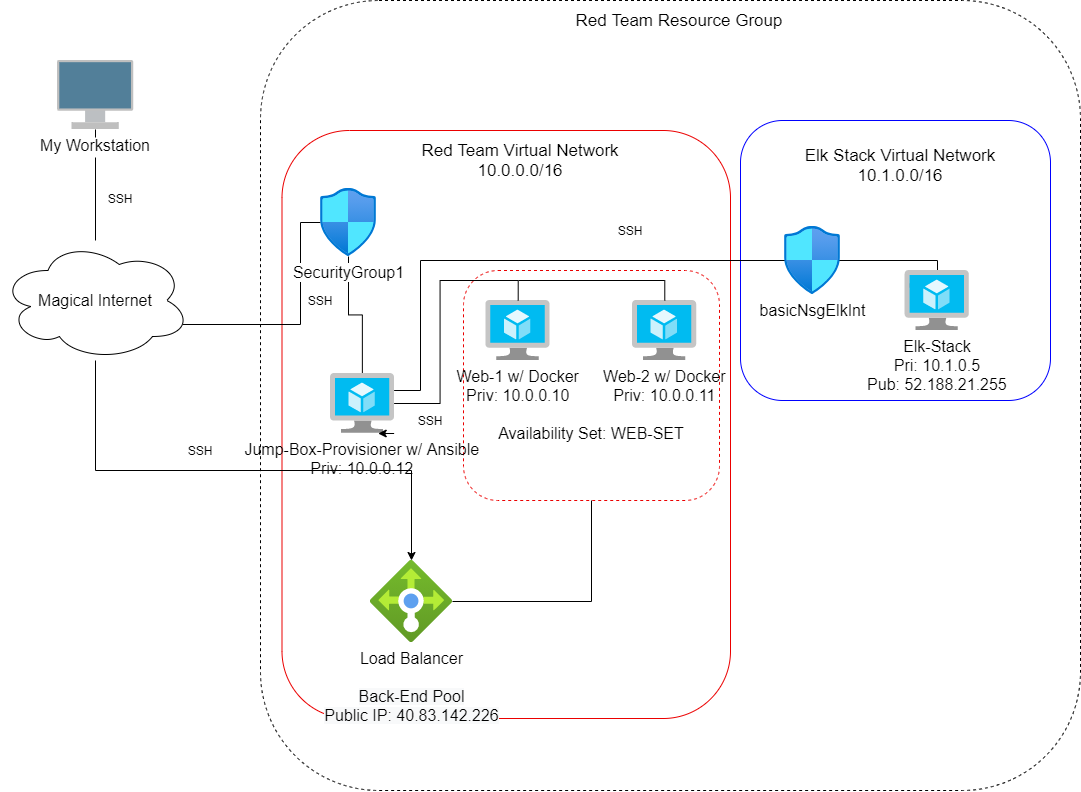 Red Team Resource Group
My Workstation
SSH
Magical Internet
Red Team Virtual Network
10.0.0.0/16
SecurityGroup1
SSH
SSH
Elk Stack Virtual Network
10.1.0.0/16
basicNsgElkInt
Elk-Stack
Pri: 10.1.0.5
Pub: 52.188.21.255
Web-1 w/ Docker
Priv: 10.0.0.10
Web-2 w/ Docker
Priv: 10.0.0.11
Availability Set: WEB-SET
SSH
SSH
Jump-Box-Provisioner w/ Ansible
Priv: 10.0.0.12
Load Balancer
Back-End Pool
Public IP: 40.83.142.226